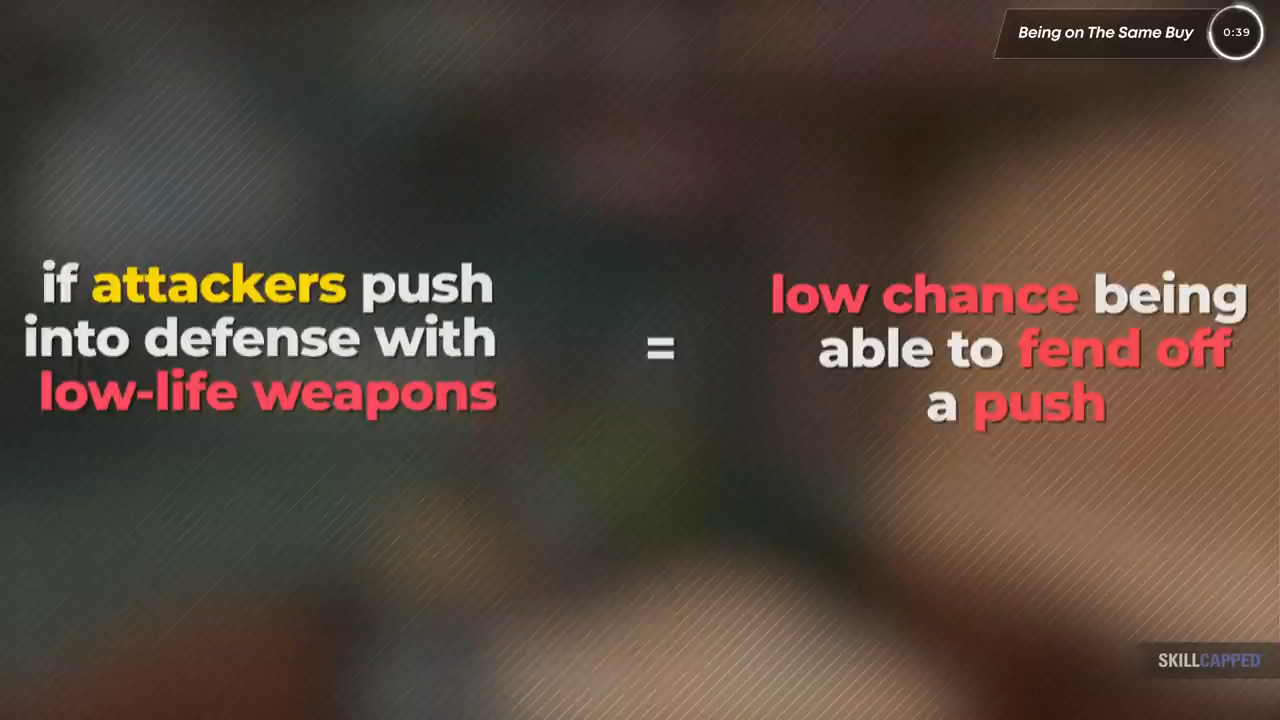 Being on The Same Buy
0:39
if attackers push
into defense with
low-life weapons
=
low chance being
able to fend off
a push
SKILLCAPPED